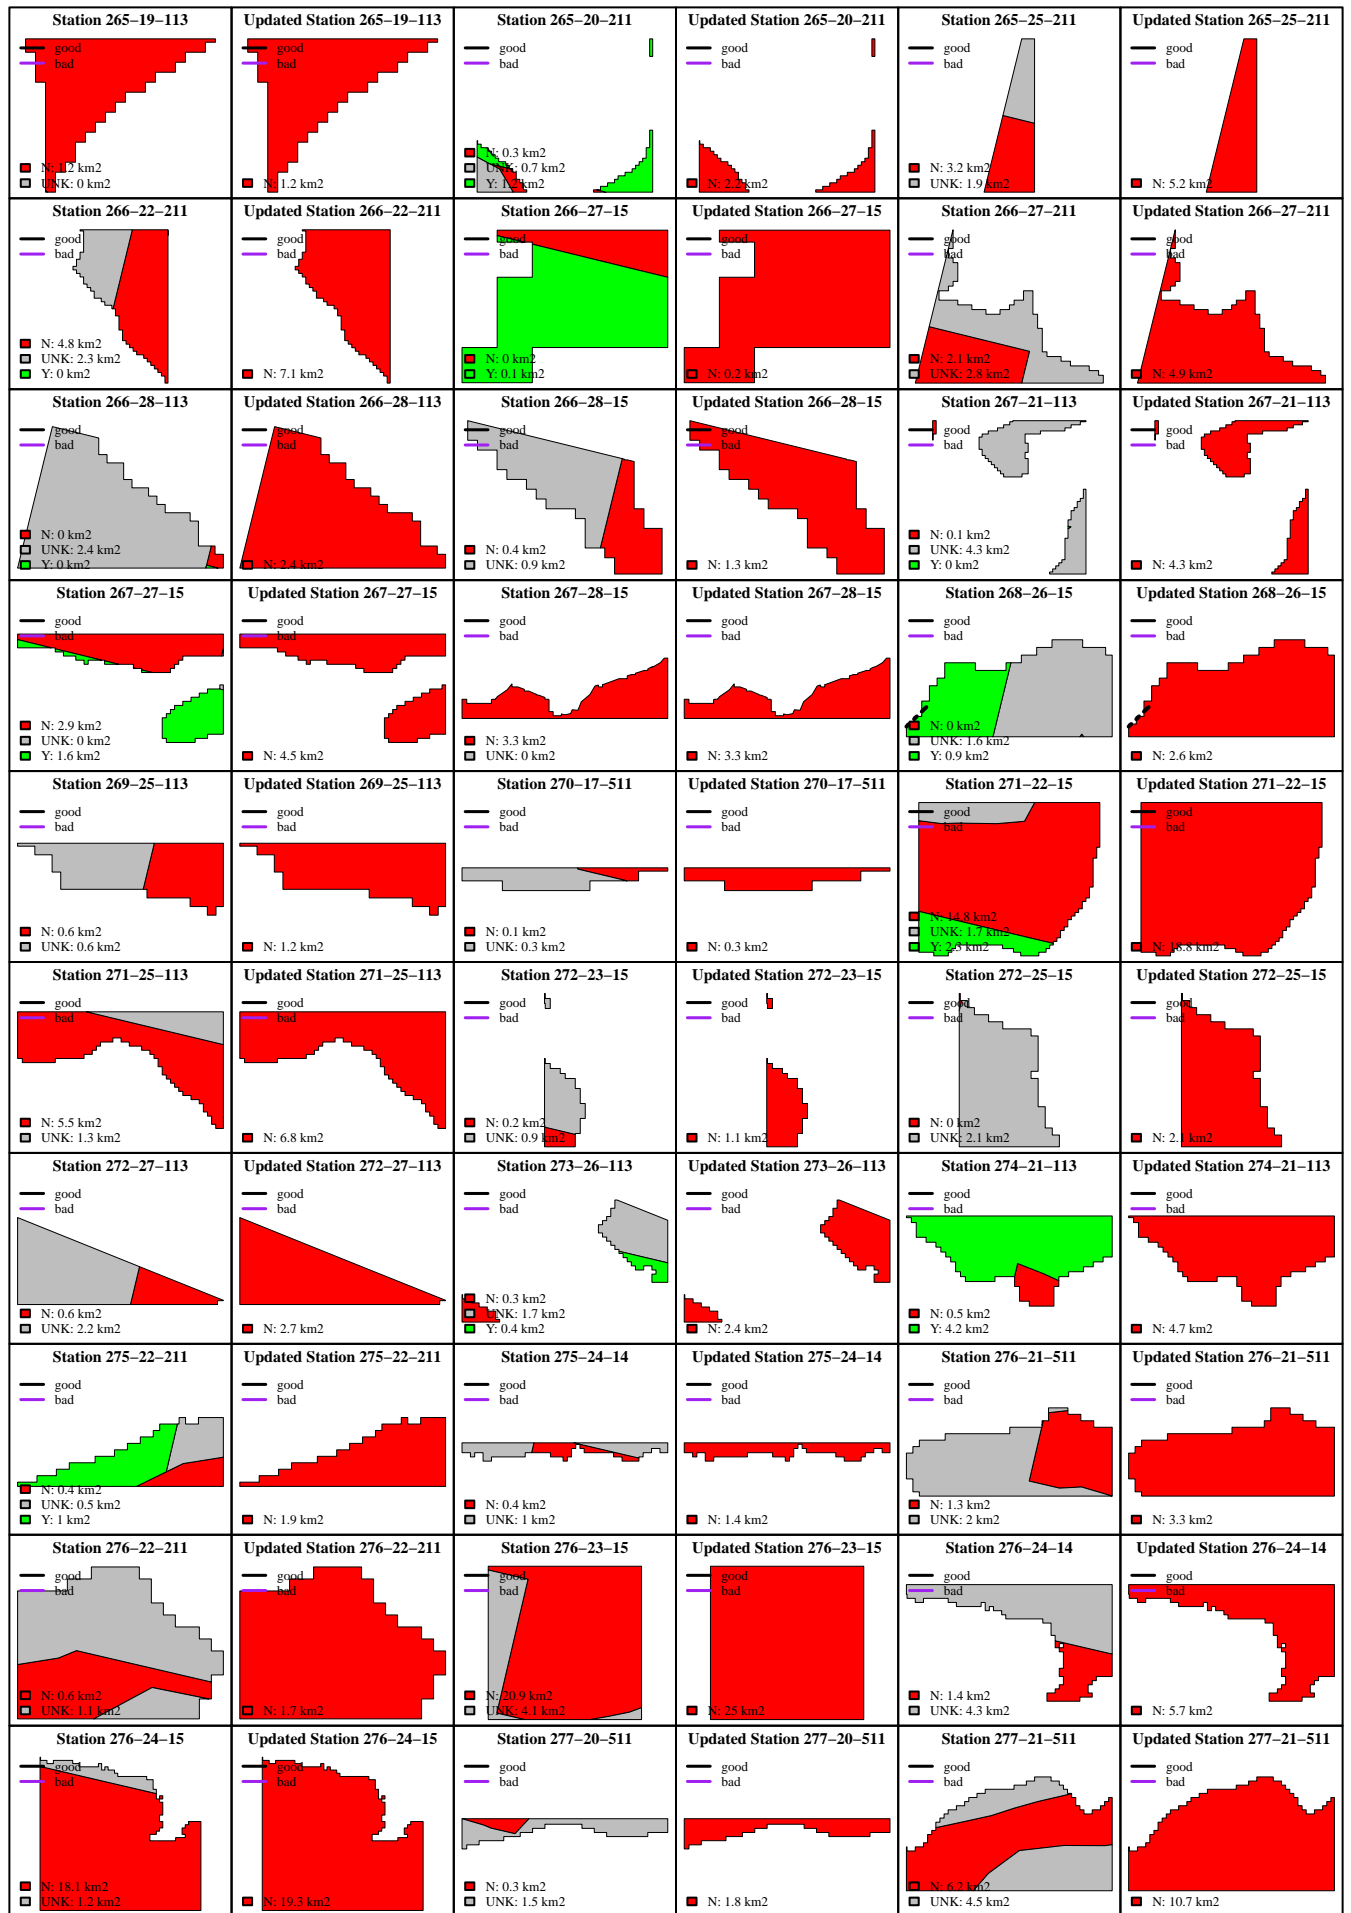 Station 265−19−113
good
bad
N: 1.2 km2
UNK: 0 km2
Updated Station 265−19−113
good
bad
N: 1.2 km2
Station 265−20−211
good
bad
N: 0.3 km2
UNK: 0.7 km2
Y: 1.2 km2
Updated Station 265−20−211
good
bad
N: 2.2 km2
Station 265−25−211
good
bad
N: 3.2 km2
UNK: 1.9 km2
Updated Station 265−25−211
good
bad
N: 5.2 km2
Station 266−22−211
good
bad
N: 4.8 km2
UNK: 2.3 km2
Y: 0 km2
Updated Station 266−22−211
good
bad
N: 7.1 km2
Station 266−27−15
good
bad
N: 0 km2
Y: 0.1 km2
Updated Station 266−27−15
good
bad
N: 0.2 km2
Station 266−27−211
good
bad
N: 2.1 km2
UNK: 2.8 km2
Updated Station 266−27−211
good
bad
N: 4.9 km2
Station 266−28−113
good
bad
N: 0 km2
UNK: 2.4 km2
Y: 0 km2
Updated Station 266−28−113
good
bad
N: 2.4 km2
Station 266−28−15
good
bad
N: 0.4 km2
UNK: 0.9 km2
Updated Station 266−28−15
good
bad
N: 1.3 km2
Station 267−21−113
good
bad
N: 0.1 km2
UNK: 4.3 km2
Y: 0 km2
Updated Station 267−21−113
good
bad
N: 4.3 km2
Station 267−27−15
good
bad
N: 2.9 km2
UNK: 0 km2
Y: 1.6 km2
Updated Station 267−27−15
good
bad
N: 4.5 km2
Station 267−28−15
good
bad
N: 3.3 km2
UNK: 0 km2
Updated Station 267−28−15
good
bad
N: 3.3 km2
Station 268−26−15
good
bad
N: 0 km2
UNK: 1.6 km2
Y: 0.9 km2
Updated Station 268−26−15
good
bad
N: 2.6 km2
Station 269−25−113
good
bad
N: 0.6 km2
UNK: 0.6 km2
Updated Station 269−25−113
good
bad
N: 1.2 km2
Station 270−17−511
good
bad
N: 0.1 km2
UNK: 0.3 km2
Updated Station 270−17−511
good
bad
N: 0.3 km2
Station 271−22−15
good
bad
N: 14.8 km2
UNK: 1.7 km2
Y: 2.3 km2
Updated Station 271−22−15
good
bad
N: 18.8 km2
Station 271−25−113
good
bad
N: 5.5 km2
UNK: 1.3 km2
Updated Station 271−25−113
good
bad
N: 6.8 km2
Station 272−23−15
good
bad
N: 0.2 km2
UNK: 0.9 km2
Updated Station 272−23−15
good
bad
N: 1.1 km2
Station 272−25−15
good
bad
N: 0 km2
UNK: 2.1 km2
Updated Station 272−25−15
good
bad
N: 2.1 km2
Station 272−27−113
good
bad
N: 0.6 km2
UNK: 2.2 km2
Updated Station 272−27−113
good
bad
N: 2.7 km2
Station 273−26−113
good
bad
N: 0.3 km2
UNK: 1.7 km2
Y: 0.4 km2
Updated Station 273−26−113
good
bad
N: 2.4 km2
Station 274−21−113
good
bad
N: 0.5 km2
Y: 4.2 km2
Updated Station 274−21−113
good
bad
N: 4.7 km2
Station 275−22−211
good
bad
N: 0.4 km2
UNK: 0.5 km2
Y: 1 km2
Updated Station 275−22−211
good
bad
N: 1.9 km2
Station 275−24−14
good
bad
N: 0.4 km2
UNK: 1 km2
Updated Station 275−24−14
good
bad
N: 1.4 km2
Station 276−21−511
good
bad
N: 1.3 km2
UNK: 2 km2
Updated Station 276−21−511
good
bad
N: 3.3 km2
Station 276−22−211
good
bad
N: 0.6 km2
UNK: 1.1 km2
Updated Station 276−22−211
good
bad
N: 1.7 km2
Station 276−23−15
good
bad
N: 20.9 km2
UNK: 4.1 km2
Updated Station 276−23−15
good
bad
N: 25 km2
Station 276−24−14
good
bad
N: 1.4 km2
UNK: 4.3 km2
Updated Station 276−24−14
good
bad
N: 5.7 km2
Station 276−24−15
good
bad
N: 18.1 km2
UNK: 1.2 km2
Updated Station 276−24−15
good
bad
N: 19.3 km2
Station 277−20−511
good
bad
N: 0.3 km2
UNK: 1.5 km2
Updated Station 277−20−511
good
bad
N: 1.8 km2
Station 277−21−511
good
bad
N: 6.2 km2
UNK: 4.5 km2
Updated Station 277−21−511
good
bad
N: 10.7 km2